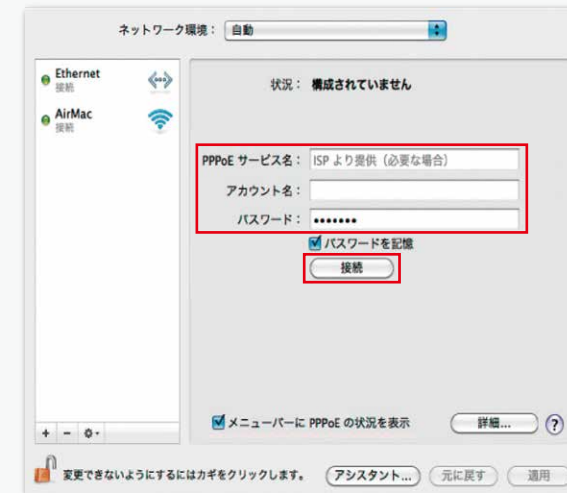 ネットワーク環境： 自動
Ethernet
接続
AirMac
接続
状況： 構成されていません
PPPoE サービス名： ISP より提供（必要な場合）
アカウント名：
パスワード： •••••••
パスワードを記憶
接続
メニューバーに PPPoE の状況を表示
詳細...
?
+ −
変更できないようにするにはカギをクリックします。
アシスタント...
元に戻す
適用